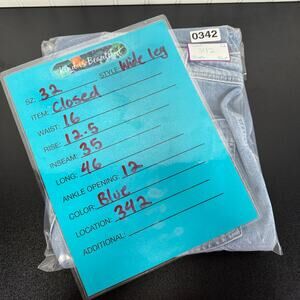 0342
STYLE: Wide leg
SZ: 32
ITEM: Closed
WAIST: 16
RISE: 12.5
INSEAM: 35
LONG: 46
ANKLE OPENING: 12
COLOR: Blue
LOCATION: 342
ADDITIONAL: